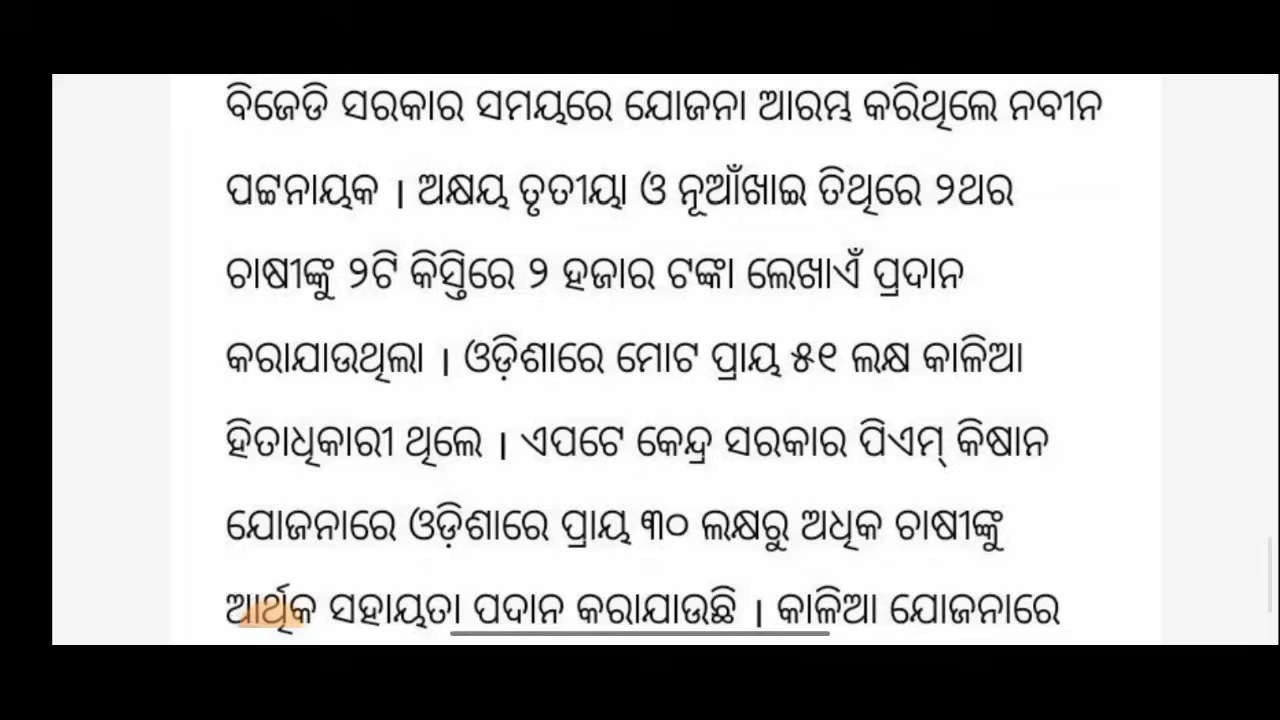 ବିଜେଡି ସରକାର ସମୟରେ ଯୋଜନା ଆରମ୍ଭ କରିଥିଲେ ନବୀନ
ପଟ୍ଟନାୟକ । ଅକ୍ଷୟ ତୃତୀୟା ଓ ନୂଆଁଖାଇ ତିଥିରେ ୨ଥର
ଚାଷୀଙ୍କୁ ୨ଟି କିସ୍ତିରେ ୨ ହଜାର ଟଙ୍କା ଲେଖାଏଁ ପ୍ରଦାନ
କରାଯାଉଥିଲା । ଓଡ଼ିଶାରେ ମୋଟ ପ୍ରାୟ ୫୧ ଲକ୍ଷ କାଳିଆ
ହିତାଧିକାରୀ ଥିଲେ । ଏପଟେ କେନ୍ଦ୍ର ସରକାର ପିଏମ୍ କିଷାନ
ଯୋଜନାରେ ଓଡ଼ିଶାରେ ପ୍ରାୟ ୩୦ ଲକ୍ଷରୁ ଅଧିକ ଚାଷୀଙ୍କୁ
ଆର୍ଥିକ ସହାୟତା ପଦାନ କରାଯାଉଛି । କାଳିଆ ଯୋଜନାରେ